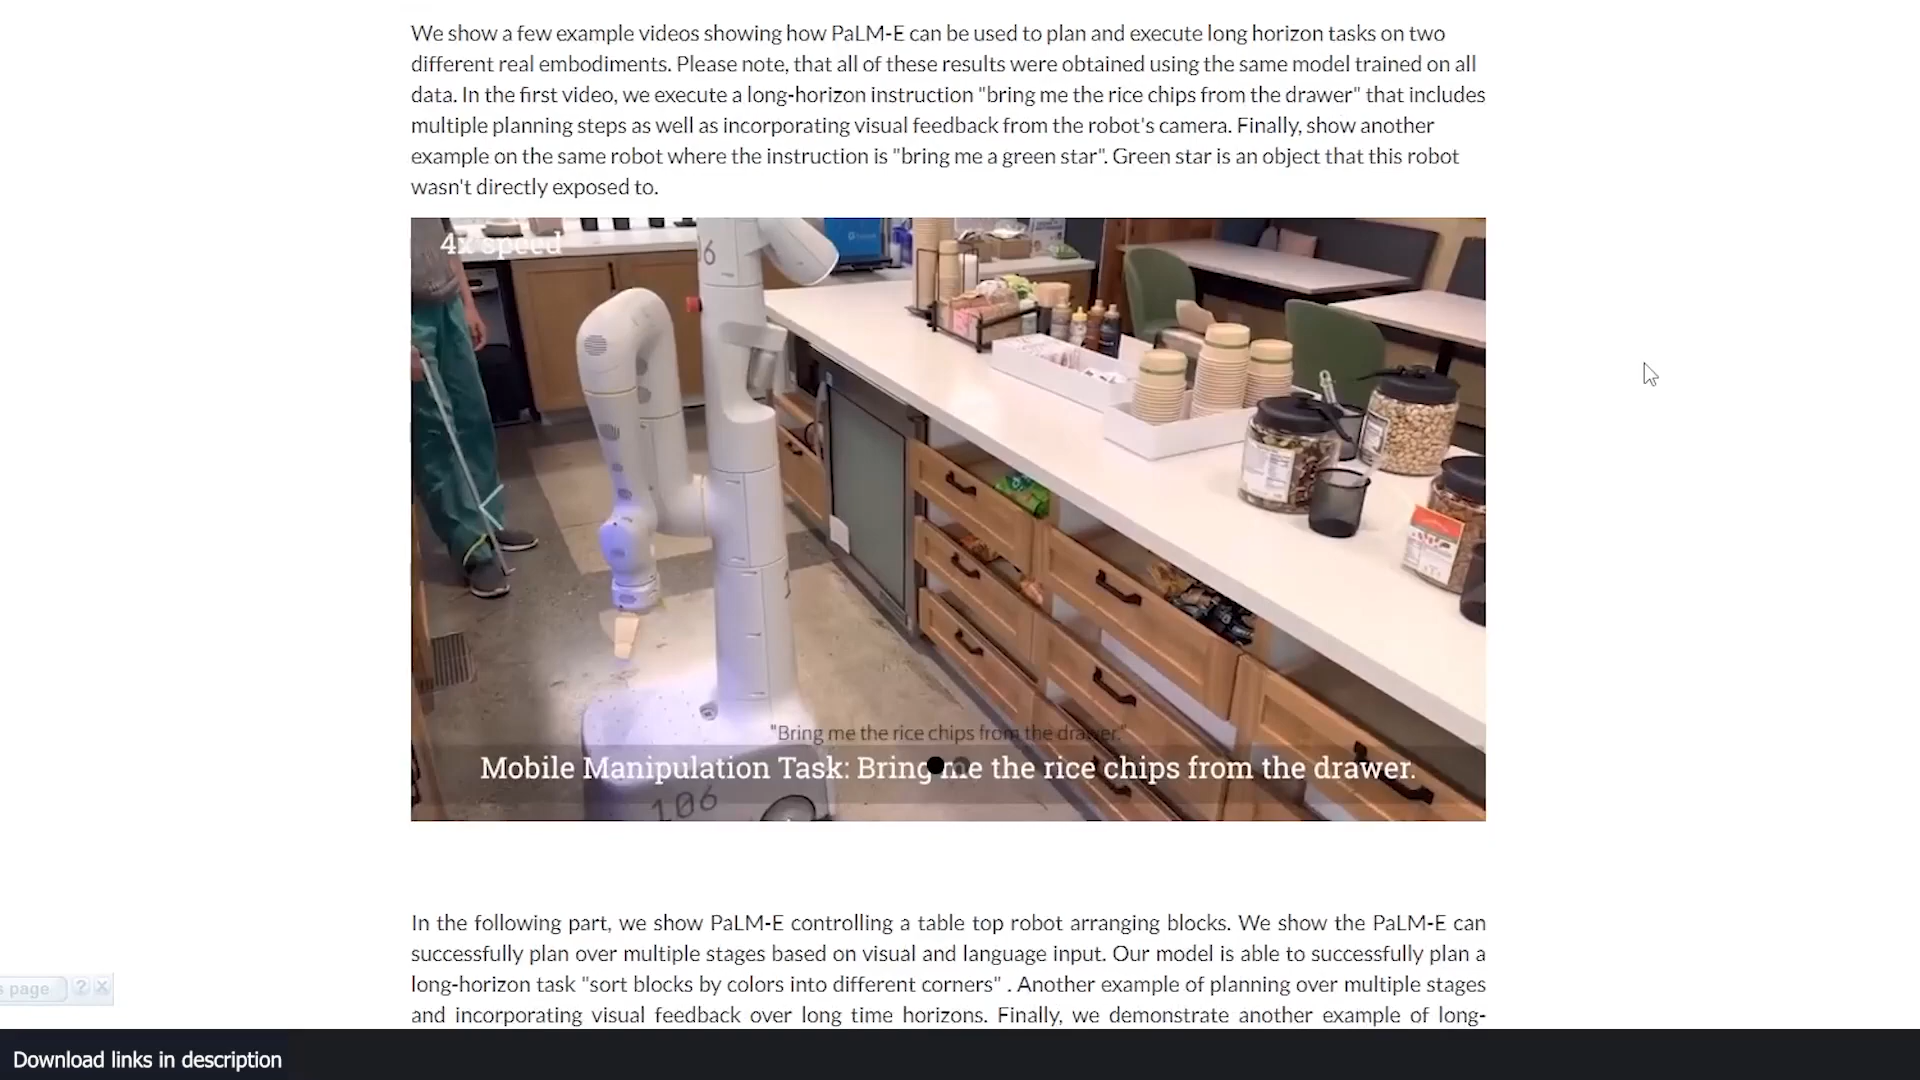 We show a few example videos showing how PaLM-E can be used to plan and execute long horizon tasks on two
different real embodiments. Please note, that all of these results were obtained using the same model trained on all
data. In the first video, we execute a long-horizon instruction "bring me the rice chips from the drawer" that includes
multiple planning steps as well as incorporating visual feedback from the robot's camera. Finally, show another
example on the same robot where the instruction is "bring me a green star". Green star is an object that this robot
wasn't directly exposed to.
4x speed
06
"Bring me the rice chips from the drawer."
Mobile Manipulation Task: Bring me the rice chips from the drawer.
106
In the following part, we show PaLM-E controlling a table top robot arranging blocks. We show the PaLM-E can
successfully plan over multiple stages based on visual and language input. Our model is able to successfully plan a
long-horizon task "sort blocks by colors into different corners" . Another example of planning over multiple stages
and incorporating visual feedback over long time horizons. Finally, we demonstrate another example of long-
s page ? X
Download links in description